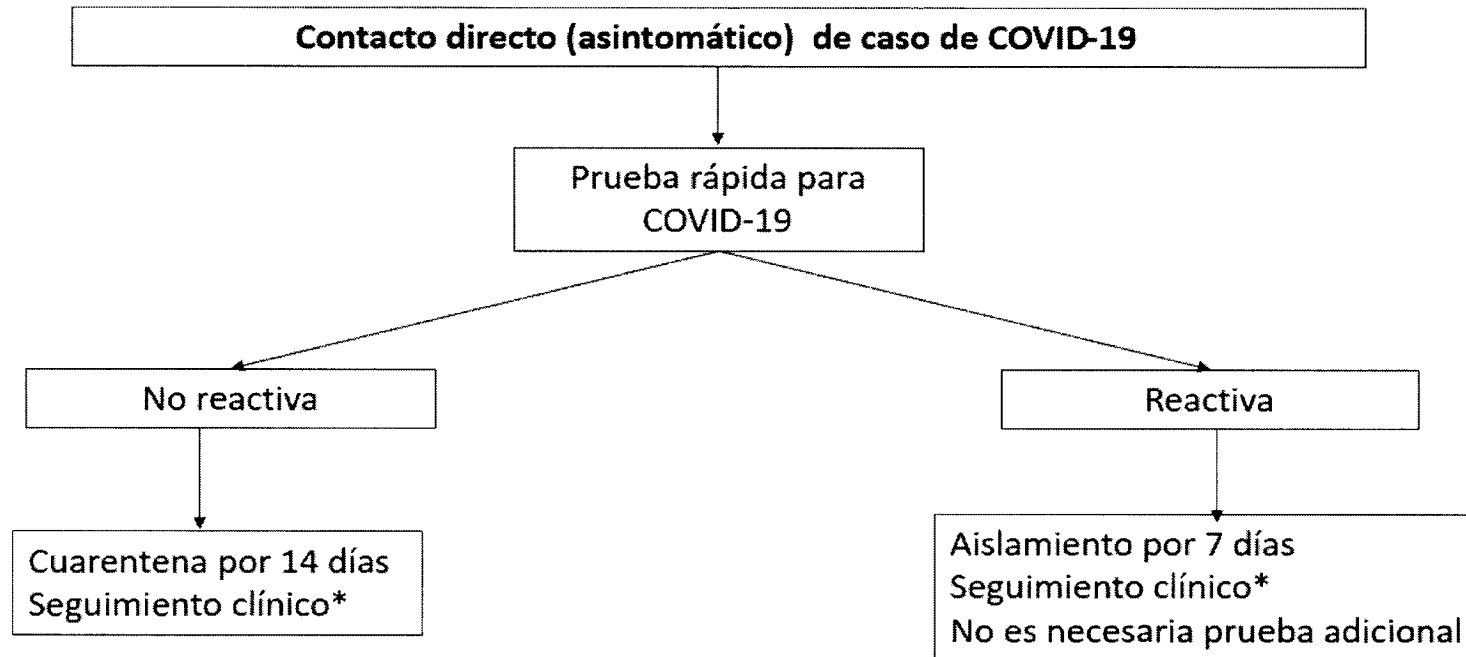 Contacto directo (asintomático) de caso de COVID-19
Prueba rápida para
COVID-19
No reactiva
Reactiva
Cuarentena por 14 días
Seguimiento clínico*
Aislamiento por 7 días
Seguimiento clínico*
No es necesaria prueba adicional